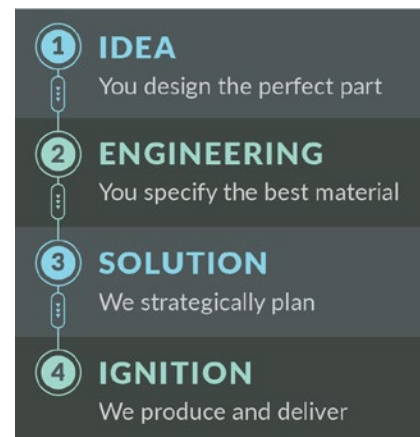 1 IDEA
You design the perfect part
2 ENGINEERING
You specify the best material
3 SOLUTION
We strategically plan
4 IGNITION
We produce and deliver